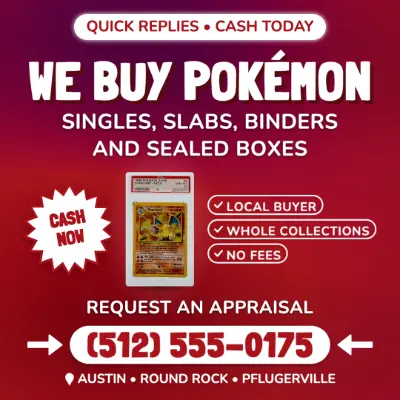 QUICK REPLIES • CASH TODAY
WE BUY POKÉMON
SINGLES, SLABS, BINDERS
AND SEALED BOXES
CASH
NOW
LOCAL BUYER
WHOLE COLLECTIONS
NO FEES
REQUEST AN APPRAISAL
(512) 555-0175
AUSTIN • ROUND ROCK • PFLUGERVILLE